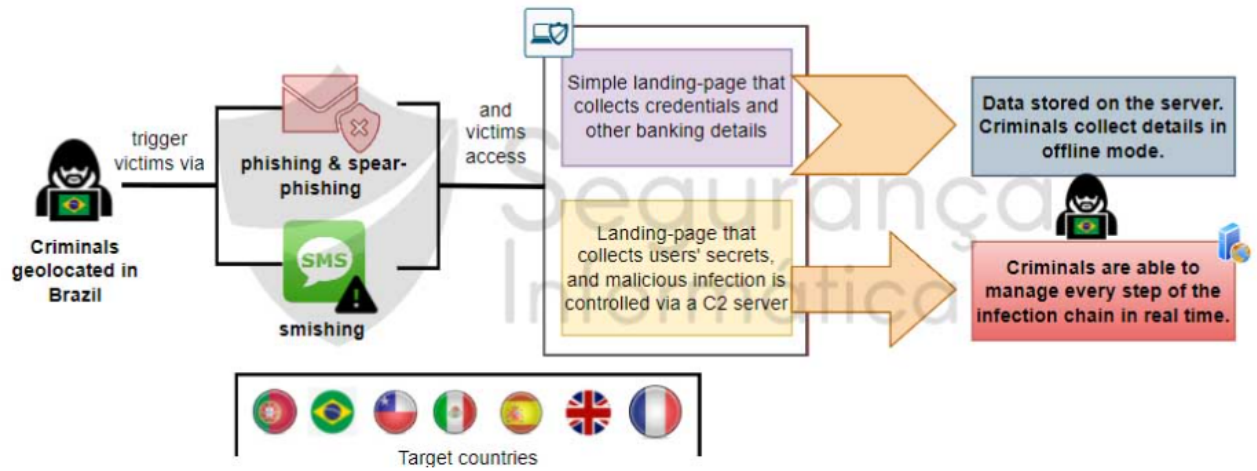 Criminals
geolocated in
Brazil
trigger
victims via
phishing & spear-
phishing
SMS
smishing
and
victims
access
Simple landing-page that
collects credentials and
other banking details
Landing-page that
collects users' secrets,
and malicious infection is
controlled via a C2 server
Data stored on the server.
Criminals collect details in
offline mode.
Criminals are able to
manage every step of the
infection chain in real time.
Segurança
Informática
Target countries